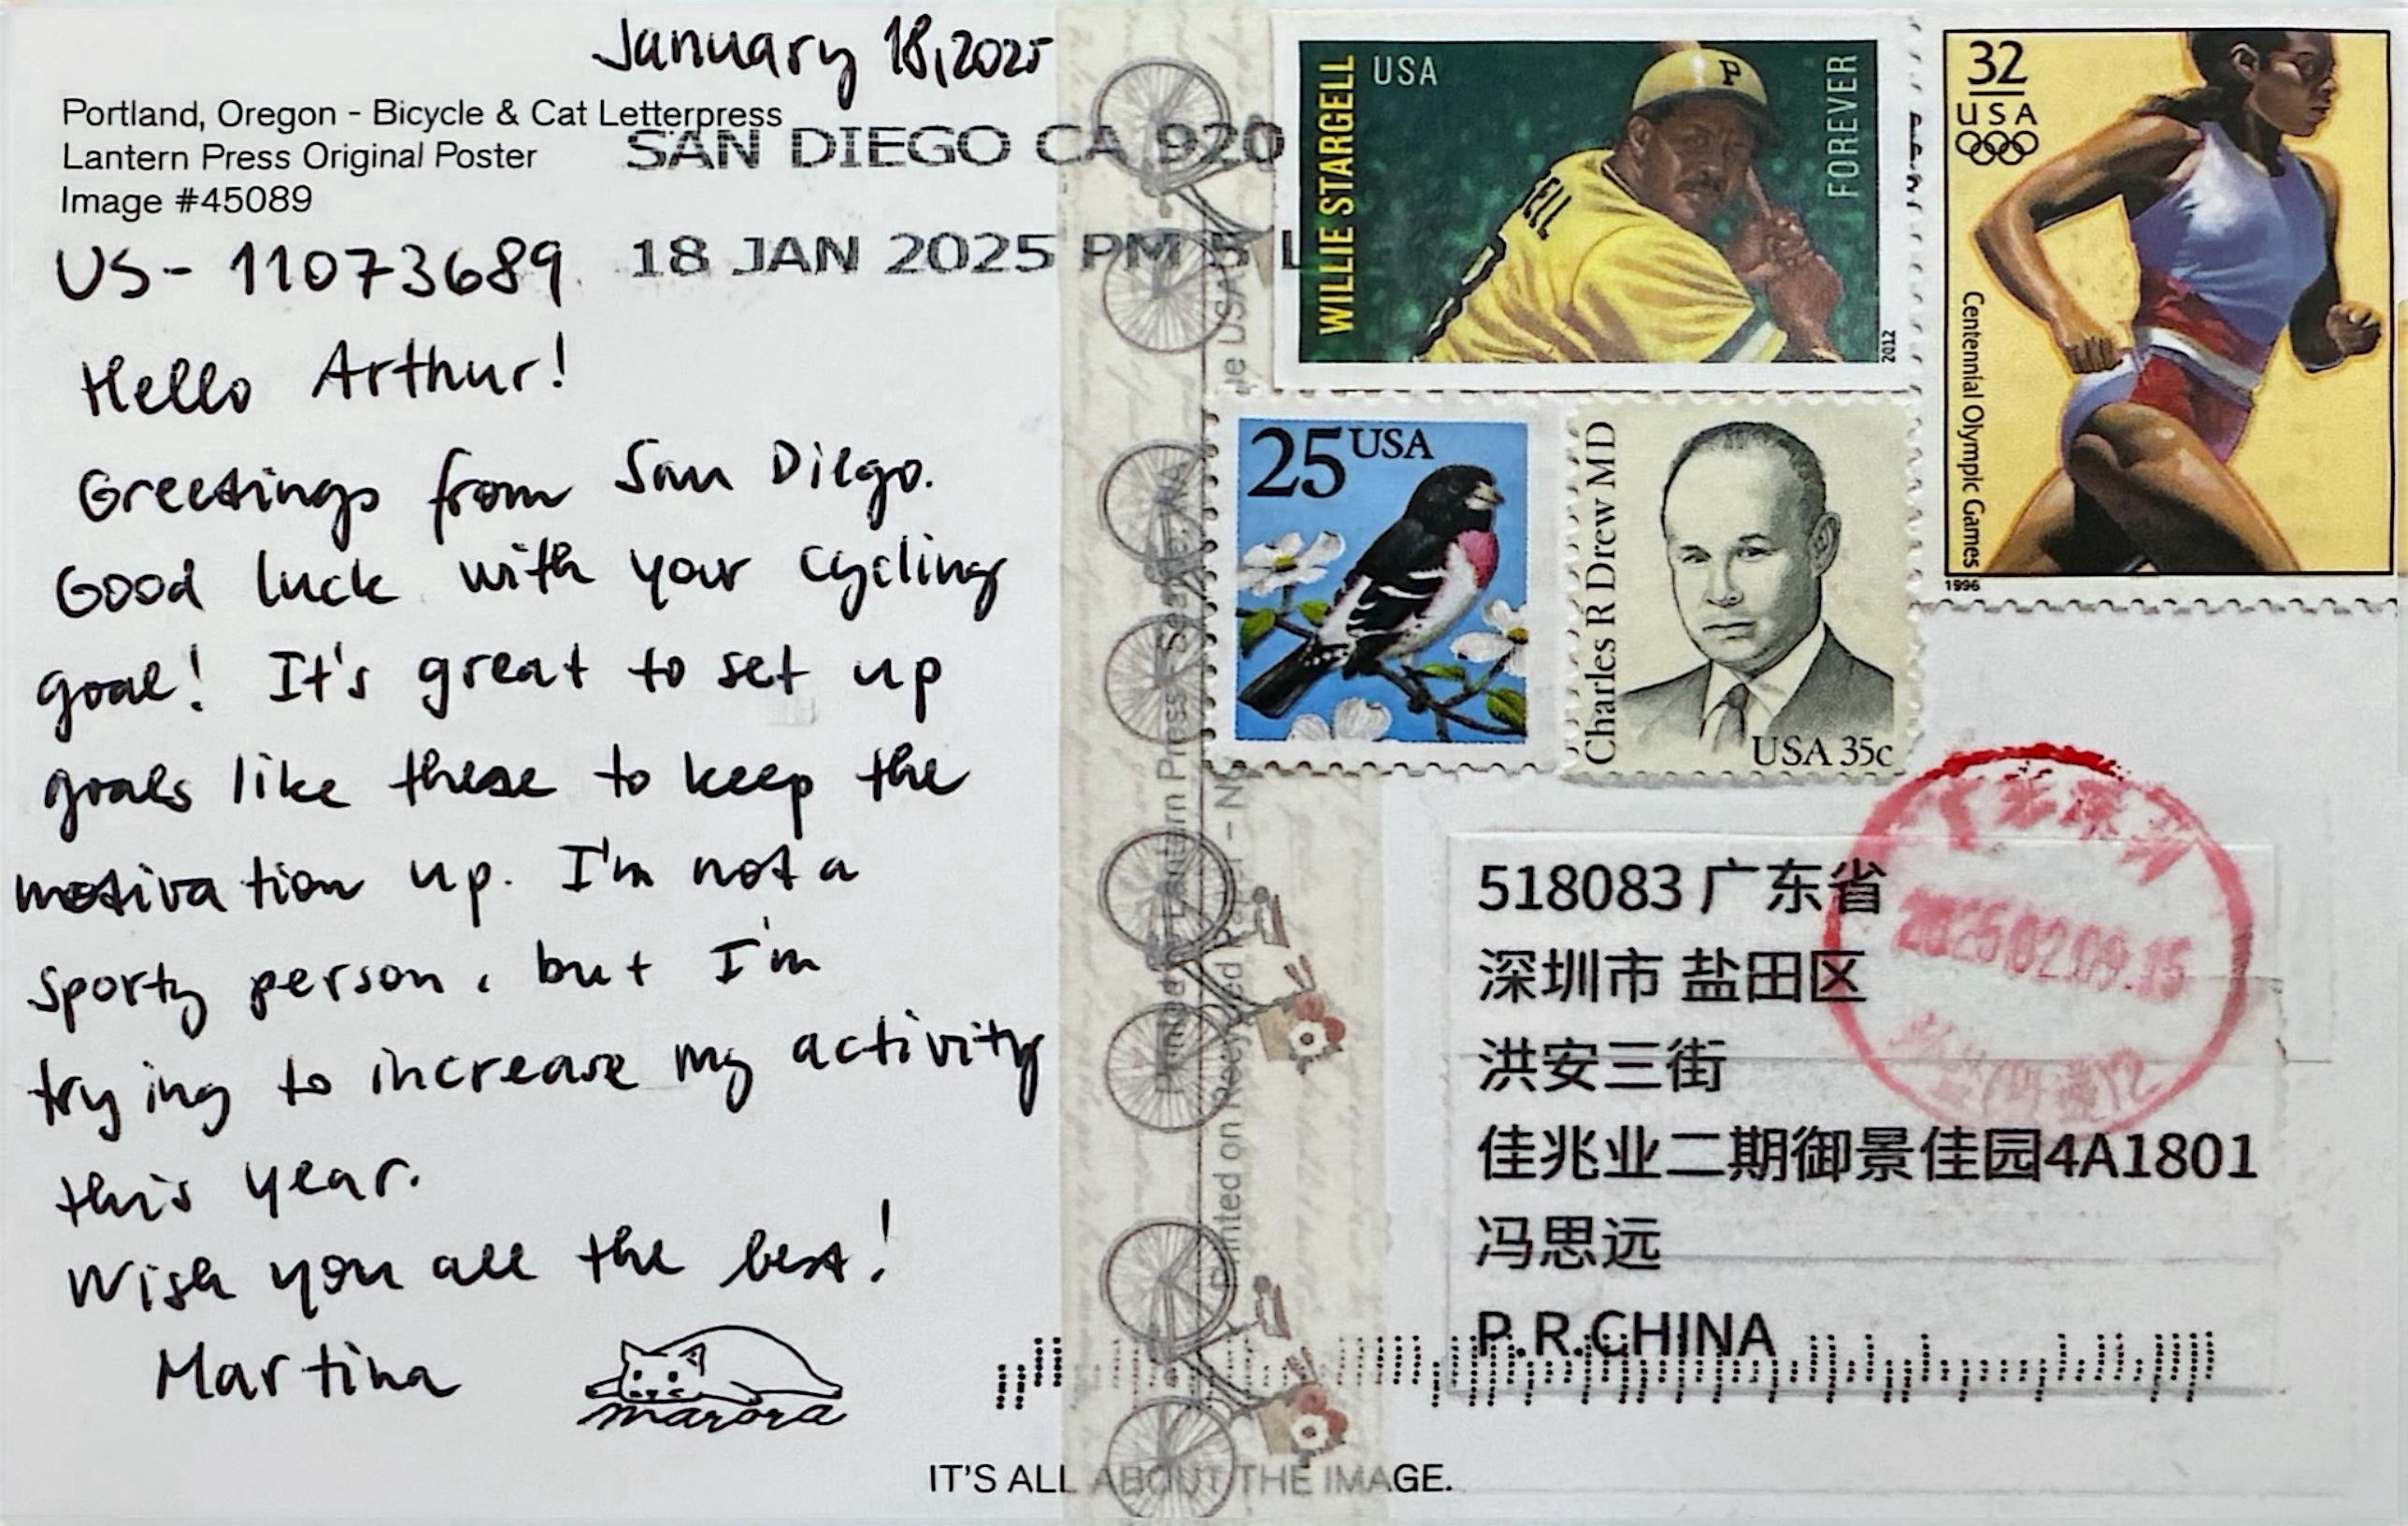 January 18, 2025
Portland, Oregon - Bicycle & Cat Letterpress
Lantern Press Original Poster
Image #45089
SAN DIEGO CA 920
18 JAN 2025 PM 5 L
US - 11073689
Hello Arthur!
Greetings from San Diego.
Good luck with your cycling
goal! It's great to set up
goals like these to keep the
motivation up. I'm not a
sporty person, but I'm
trying to increase my activity
this year.
Wish you all the best!
Martina
marora
WILLIE STARGELL
USA
FOREVER
ELL
P
2012
32
USA
Centennial Olympic Games
1996
25 USA
Charles R Drew MD
USA 35c
Printed on Recycled
2025.02.09.15
518083 广东省
深圳市 盐田区
洪安三街
佳兆业二期御景佳园4A1801
冯思远
P.R.CHINA
IT'S ALL ABOUT THE IMAGE.